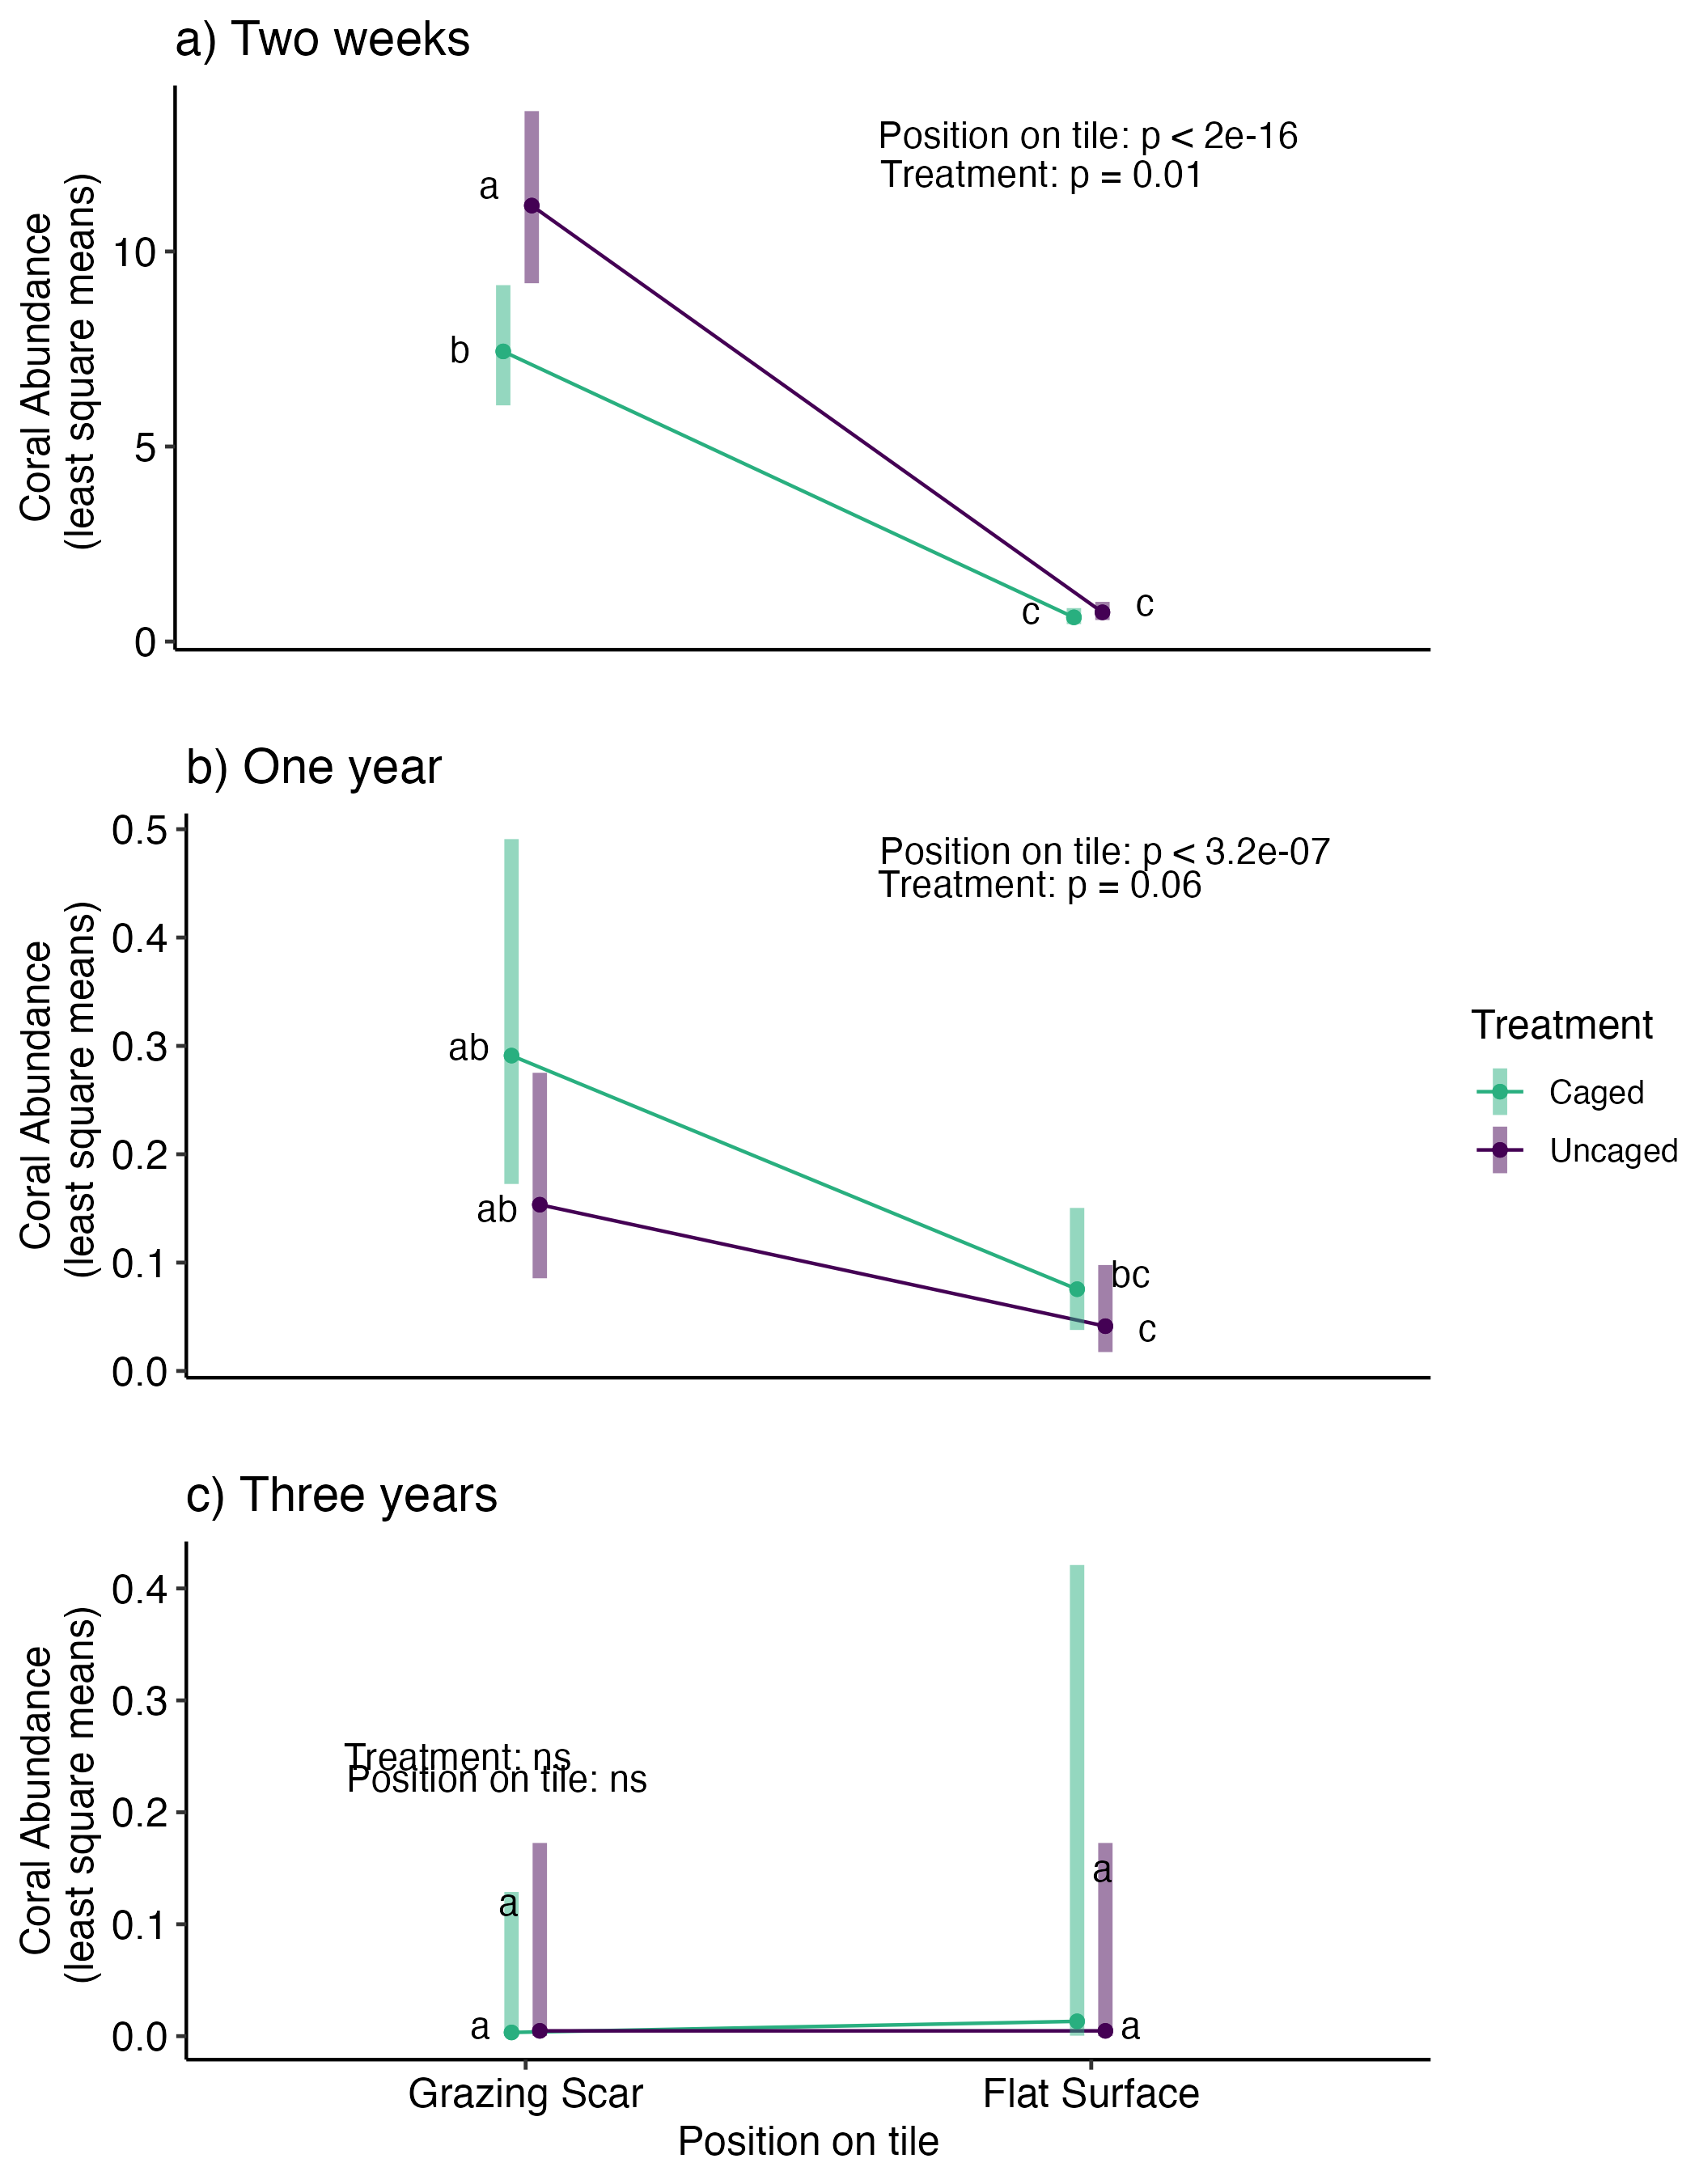 a) Two weeks
Coral Abundance
(least square means)
10
5
0
Position on tile: p < 2e-16
Treatment: p = 0.01
a
b
c
c
b) One year
Coral Abundance
(least square means)
0.5
0.4
0.3
0.2
0.1
0.0
Position on tile: p < 3.2e-07
Treatment: p = 0.06
ab
ab
bc
c
Treatment
Caged
Uncaged
c) Three years
Coral Abundance
(least square means)
0.4
0.3
0.2
0.1
0.0
Treatment: ns
Position on tile: ns
a
a
a
a
Grazing Scar
Flat Surface
Position on tile